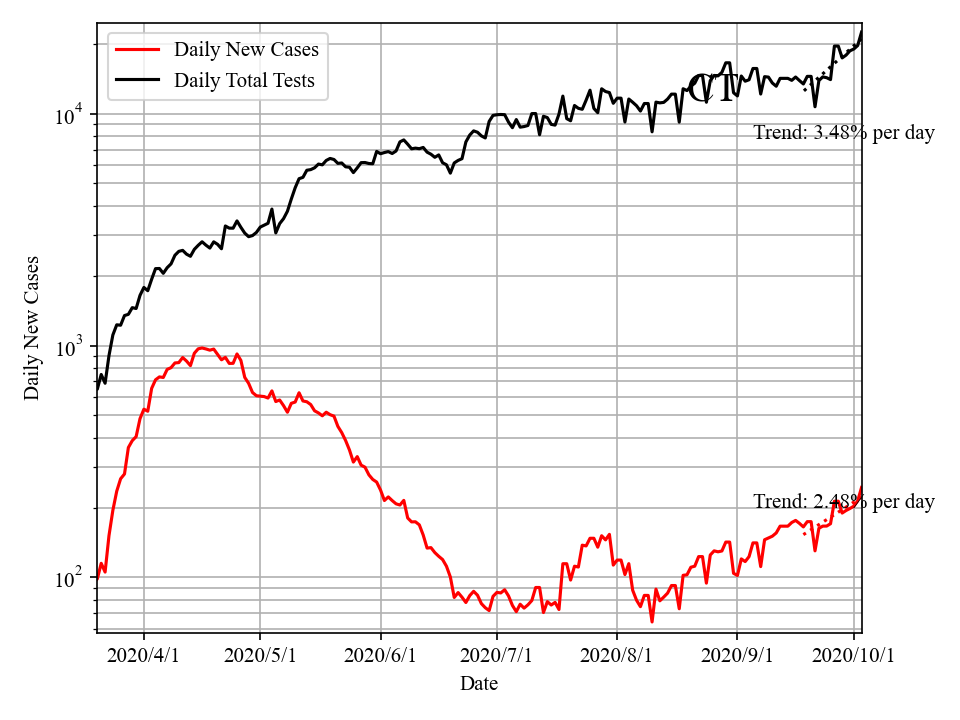 Daily New Cases
Daily Total Tests
CT
10^4
Trend: 3.48% per day
Daily New Cases
10^3
Trend: 2.48% per day
10^2
2020/4/1 2020/5/1 2020/6/1 2020/7/1 2020/8/1 2020/9/1 2020/10/1
Date